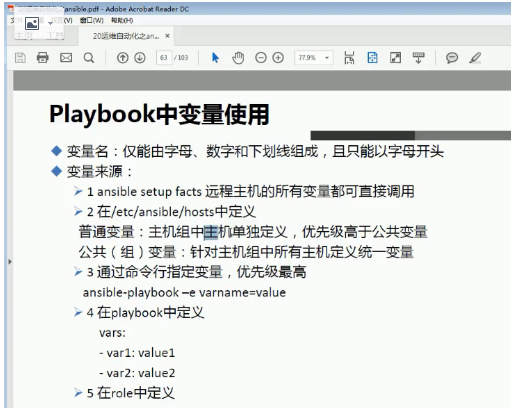 ansible.pdf - Adobe Acrobat Reader DC
窗口(W) 帮助(H)
主页 工具 20运维自动化之an... ×
63 / 103 77.9%
Playbook中变量使用
变量名：仅能由字母、数字和下划线组成，且只能以字母开头
变量来源：
1 ansible setup facts 远程主机的所有变量都可直接调用
2 在/etc/ansible/hosts中定义
普通变量：主机组中主机单独定义，优先级高于公共变量
公共（组）变量：针对主机组中所有主机定义统一变量
3 通过命令行指定变量，优先级最高
ansible-playbook –e varname=value
4 在playbook中定义
vars:
- var1: value1
- var2: value2
5 在role中定义